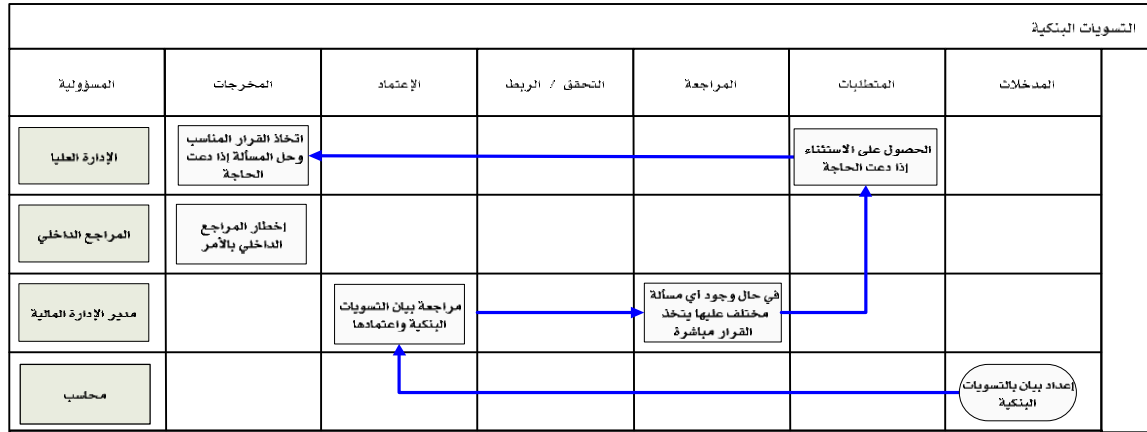 التسويات البنكية
المدخلات
المتطلبات
المراجعة
التحقق / الربط
الإعتماد
المخرجات
المسؤولية
الحصول على الاستثناء
إذا دعت الحاجة
اتخاذ القرار المناسب
وحل المسألة إذا دعت
الحاجة
الإدارة العليا
إخطار المراجع
الداخلي بالأمر
المراجع الداخلي
في حال وجود أي مسألة
مختلف عليها يتخذ
القرار مباشرة
مراجعة بيان التسويات
البنكية واعتمادها
مدير الإدارة المالية
إعداد بيان بالتسويات
البنكية
محاسب